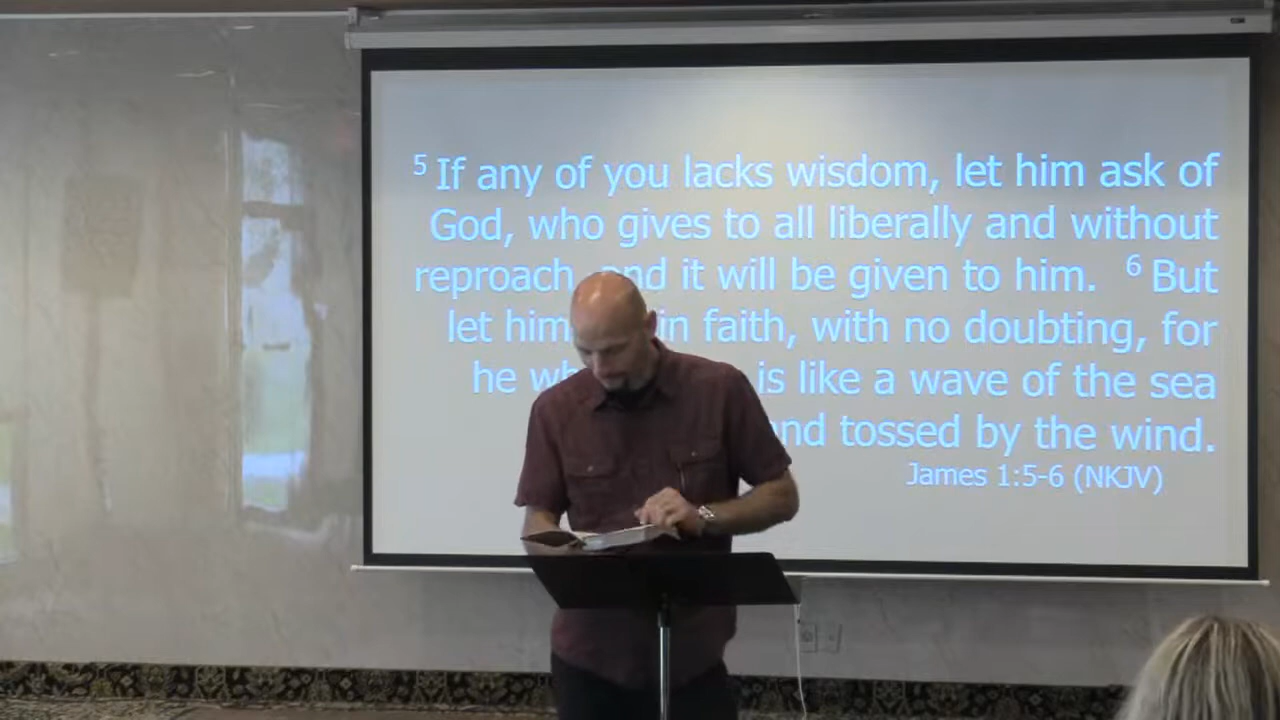 5 If any of you lacks wisdom, let him ask of
God, who gives to all liberally and without
reproach, and it will be given to him. 6 But
let him in faith, with no doubting, for
he is like a wave of the sea
and tossed by the wind.
James 1:5-6 (NKJV)